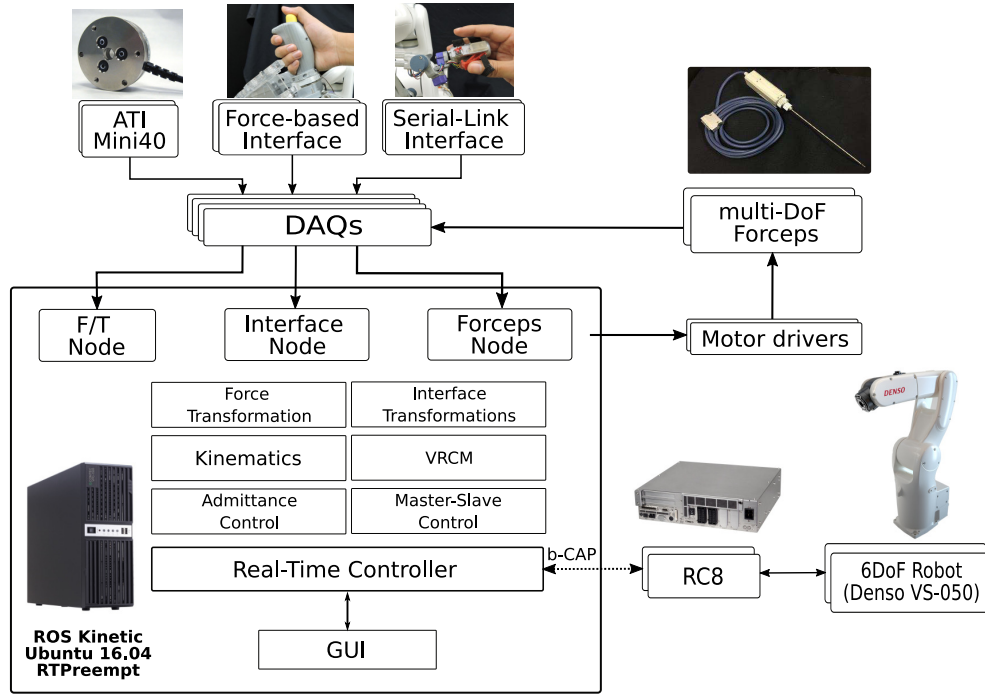 ATI
Mini40
Force-based
Interface
Serial-Link
Interface
DAQs
multi-DoF
Forceps
F/T
Node
Interface
Node
Forceps
Node
Motor drivers
Force
Transformation
Interface
Transformations
Kinematics
VRCM
Admittance
Control
Master-Slave
Control
DENSO
Real-Time Controller
b-CAP
RC8
6DoF Robot
(Denso VS-050)
GUI
ROS Kinetic
Ubuntu 16.04
RTPreempt